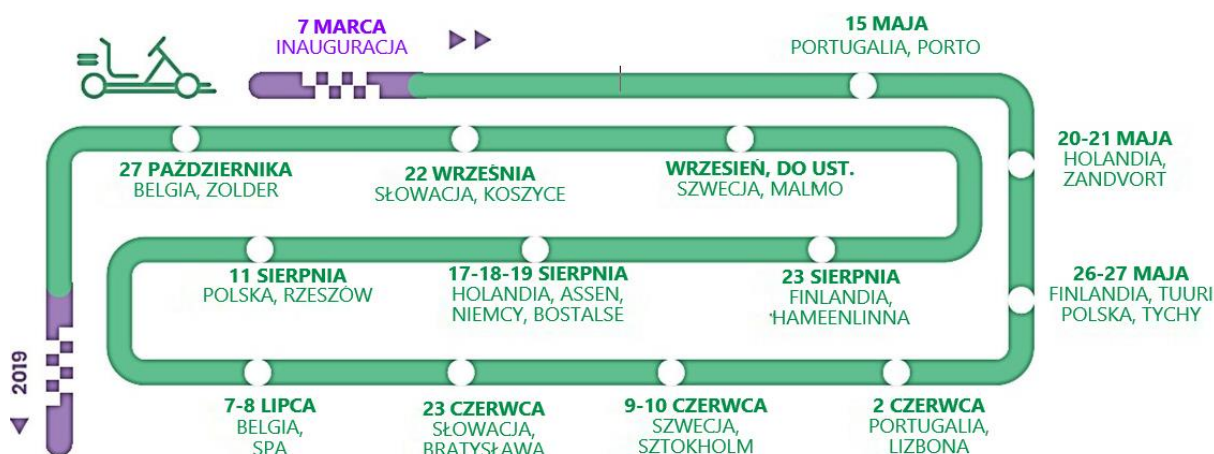 7 MARCA
INAUGURACJA
15 MAJA
PORTUGALIA, PORTO
20-21 MAJA
HOLANDIA,
ZANDVORT
26-27 MAJA
FINLANDIA, TUURI
POLSKA, TYCHY
2 CZERWCA
PORTUGALIA,
LIZBONA
9-10 CZERWCA
SZWECJA,
SZTOKHOLM
23 CZERWCA
SŁOWACJA,
BRATYSŁAWA
7-8 LIPCA
BELGIA,
SPA
11 SIERPNIA
POLSKA, RZESZÓW
17-18-19 SIERPNIA
HOLANDIA, ASSEN,
NIEMCY, BOSTALSE
23 SIERPNIA
FINLANDIA,
HAMEENLINNA
WRZESIEŃ, DO UST.
SZWECJA, MALMO
22 WRZEŚNIA
SŁOWACJA, KOSZYCE
27 PAŹDZIERNIKA
BELGIA, ZOLDER
2019